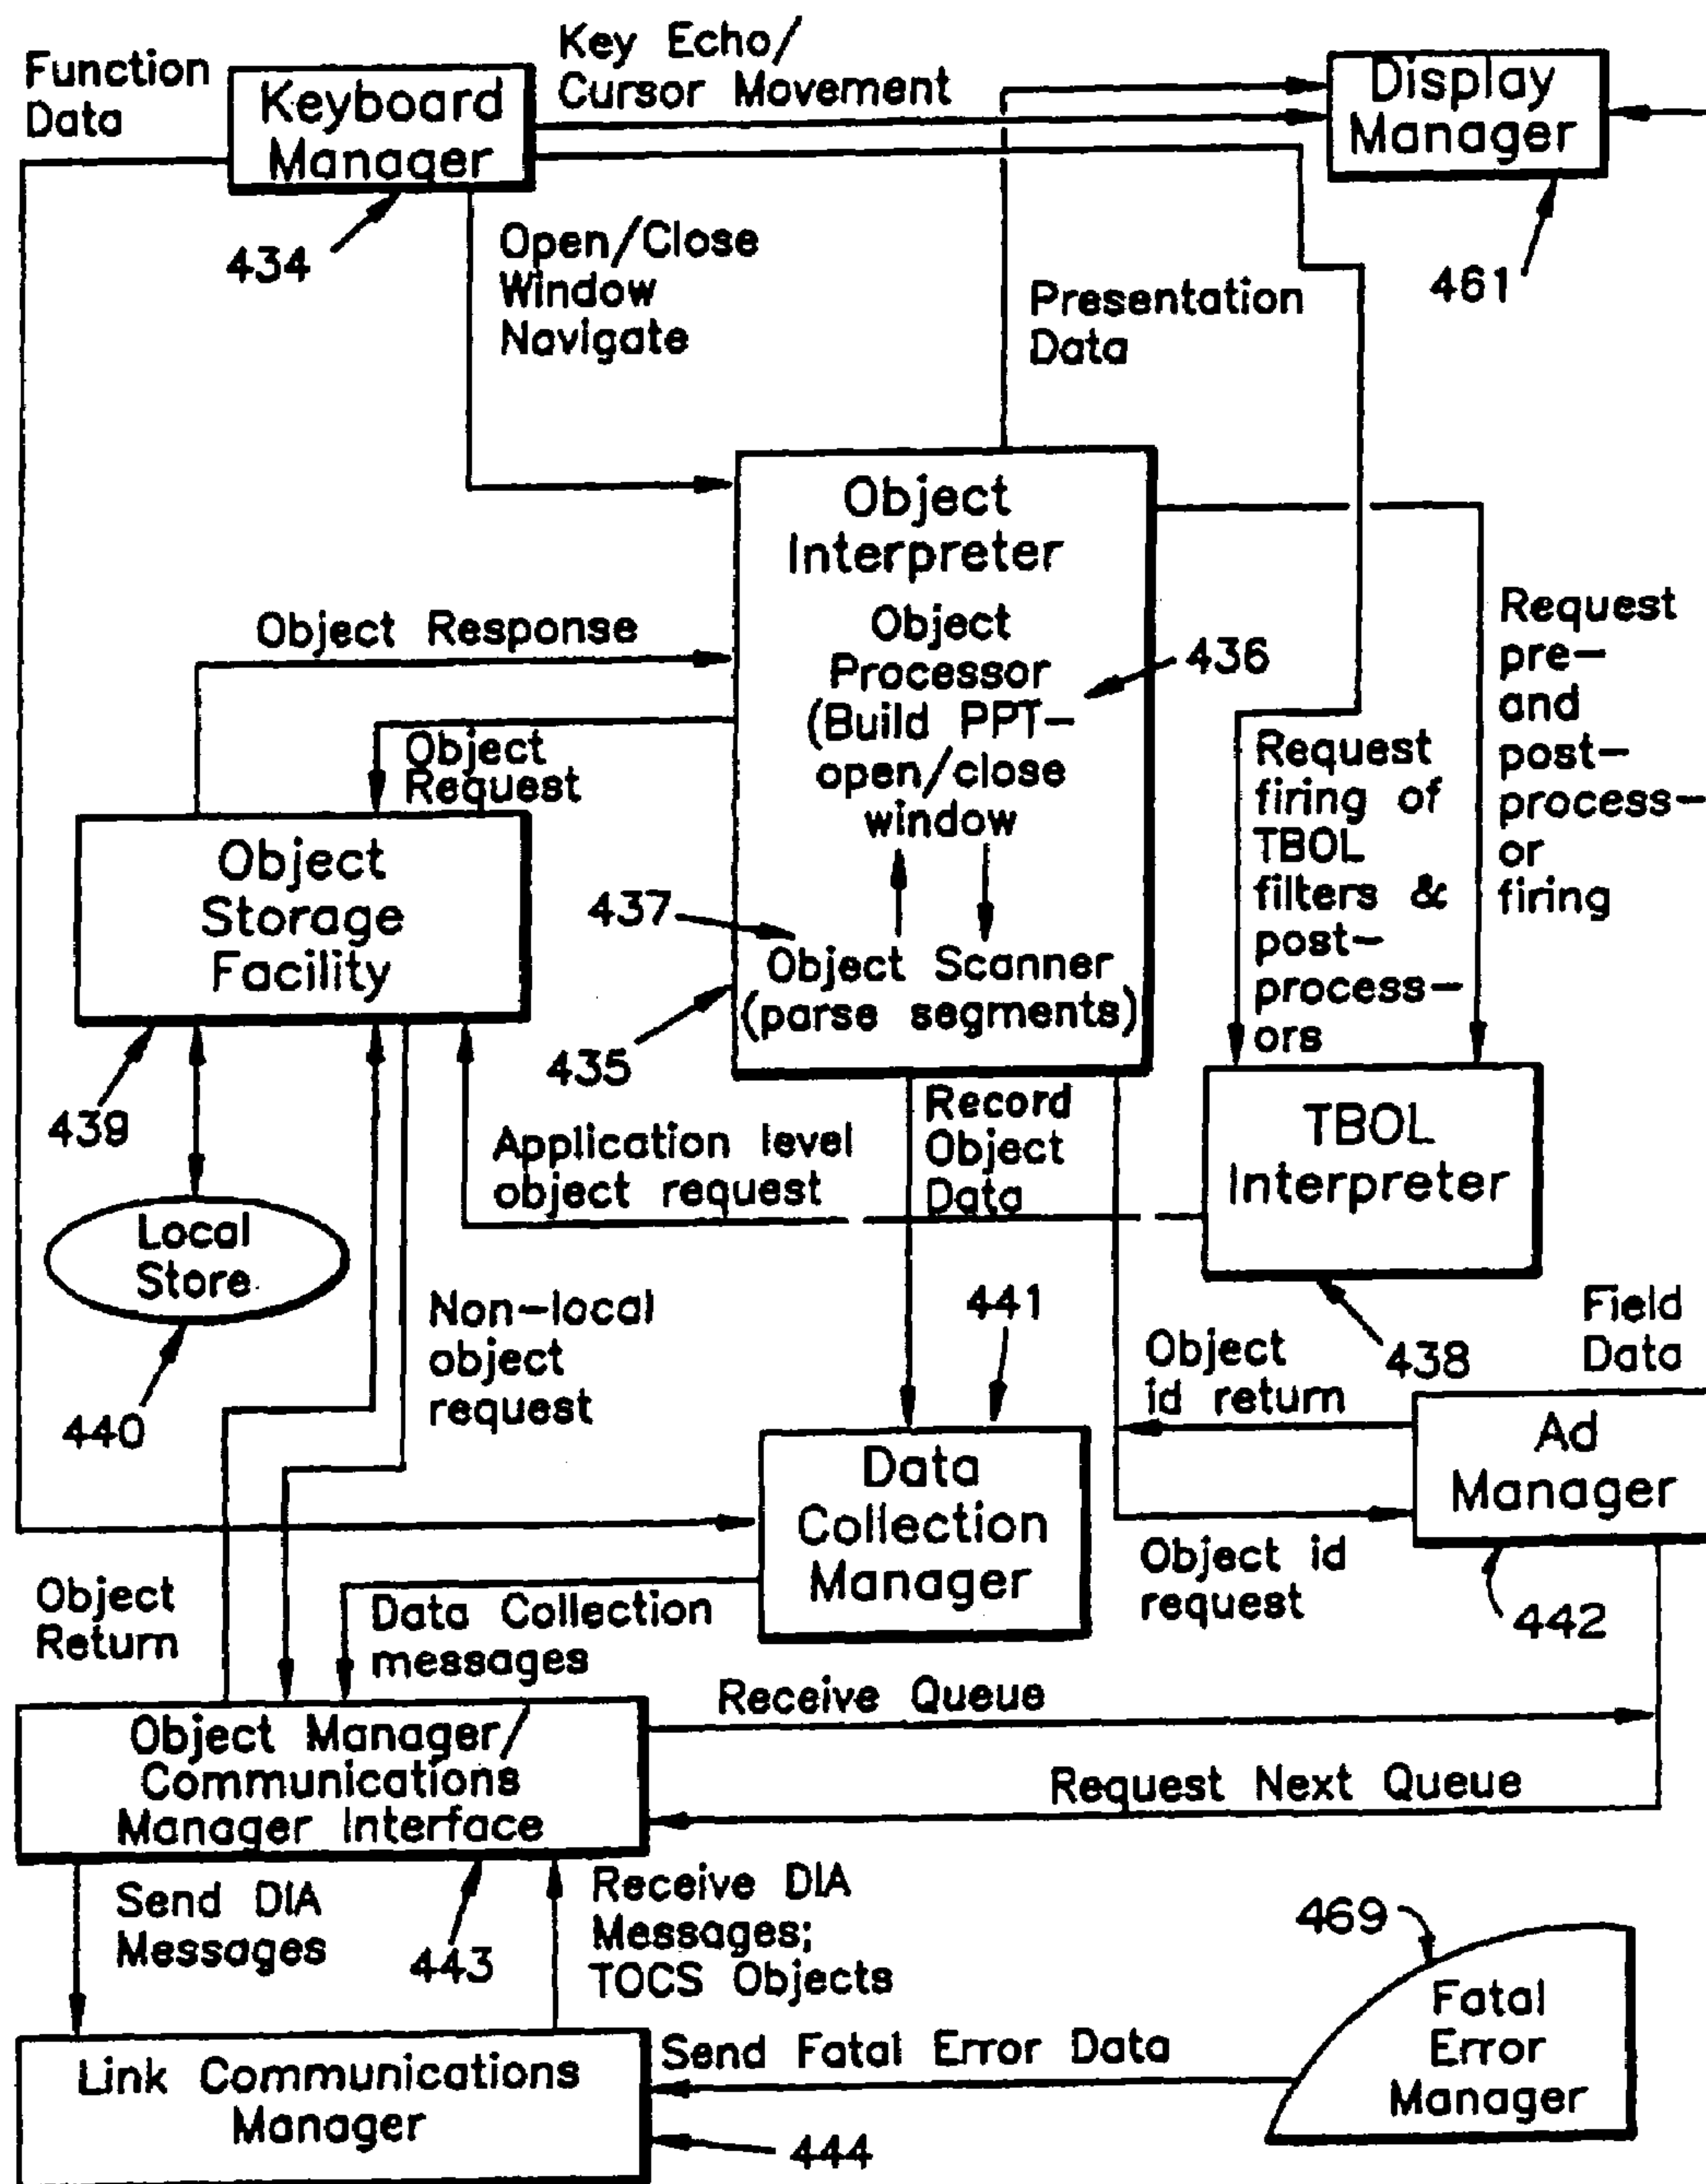 Function
Data
Keyboard
Manager
434
Key Echo/
Cursor Movement
Display
Manager
461
Open/Close
Window
Navigate
Presentation
Data
Object
Interpreter
Object
Processor
(Build PPT-
open/close
window
436
437
Object Scanner
(parse segments)
435
Object Response
Object
Request
Object
Storage
Facility
439
Local
Store
440
Request
firing of
TBOL
filters &
post-
process-
ors
Request
pre-
and
post-
process-
or
firing
Application level
object request
Record
Object
Data
TBOL
Interpreter
438
Non-local
object
request
441
Data
Collection
Manager
Object
id return
Field
Data
Ad
Manager
Object id
request
442
Object
Return
Data Collection
messages
Receive Queue
Object Manager/
Communications
Manager Interface
Request Next Queue
Send DIA
Messages
443
Receive DIA
Messages;
TOCS Objects
469
Fatal
Error
Manager
Send Fatal Error Data
Link Communications
Manager
444